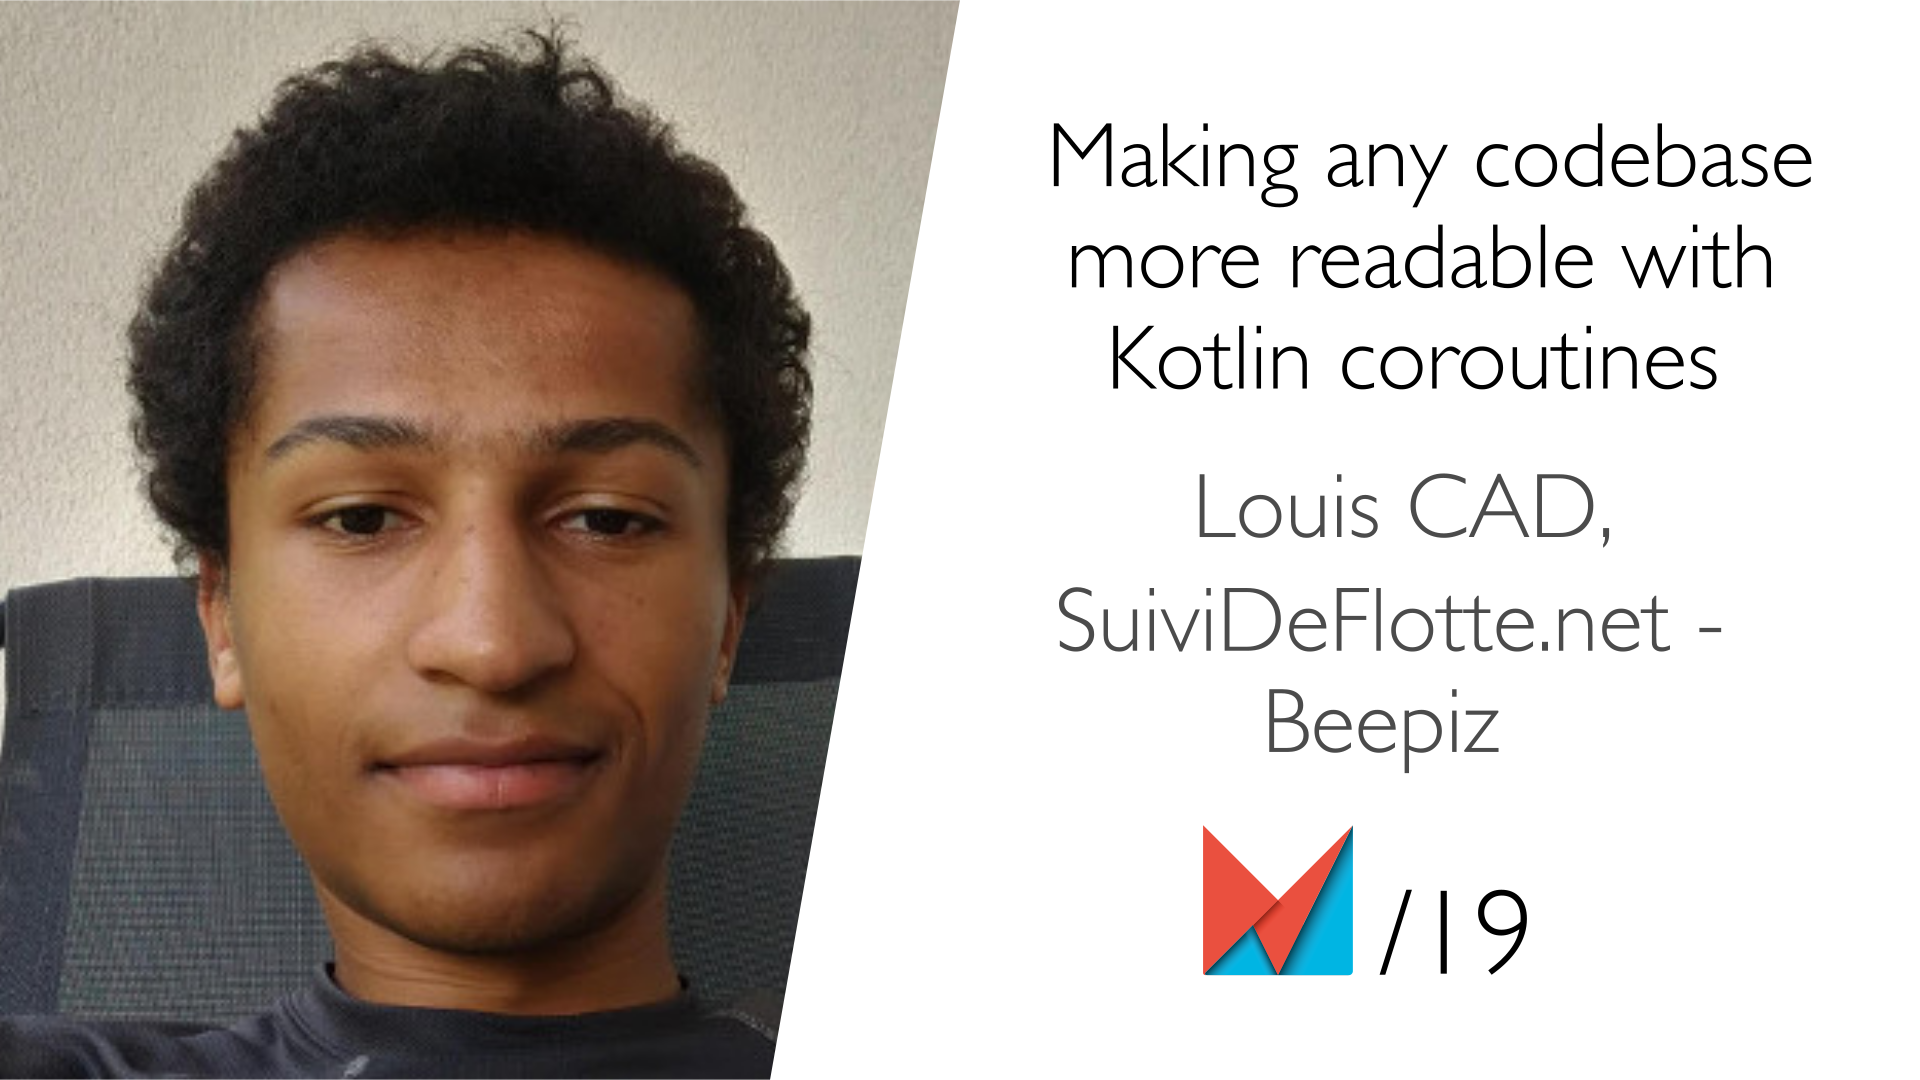 Making any codebase
more readable with
Kotlin coroutines
Louis CAD,
SuiviDeFlotte.net -
Beepiz
/19